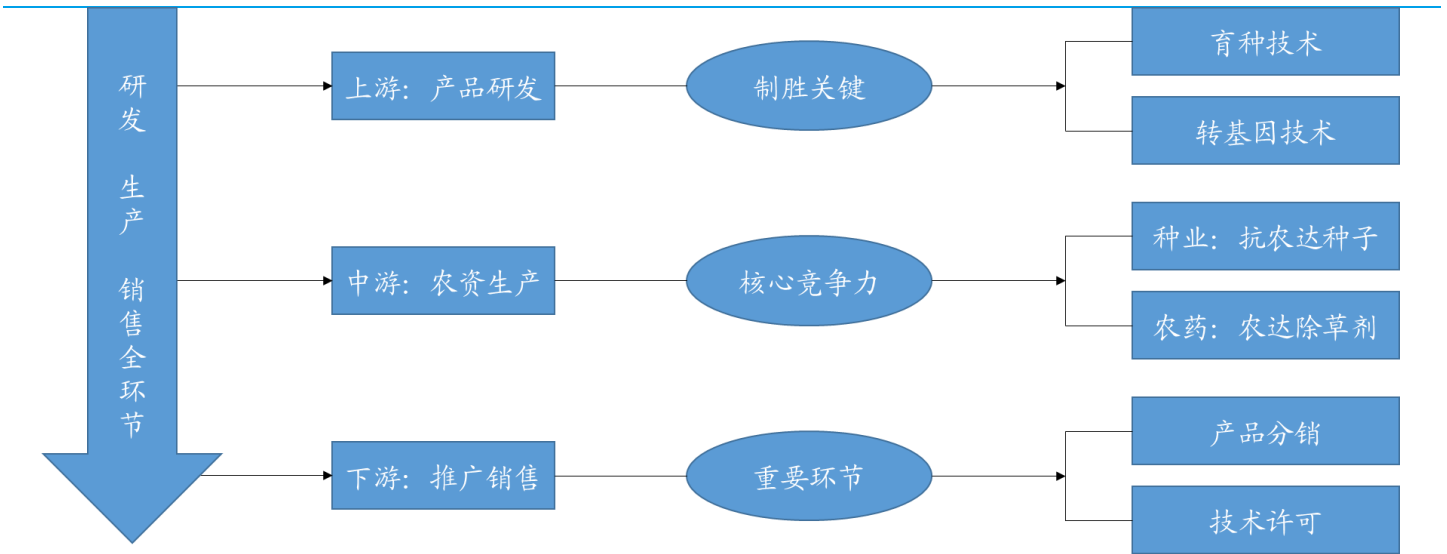 研发 生产 销售全环节
上游：产品研发
制胜关键
育种技术
转基因技术
中游：农资生产
核心竞争力
种业：抗农达种子
农药：农达除草剂
下游：推广销售
重要环节
产品分销
技术许可